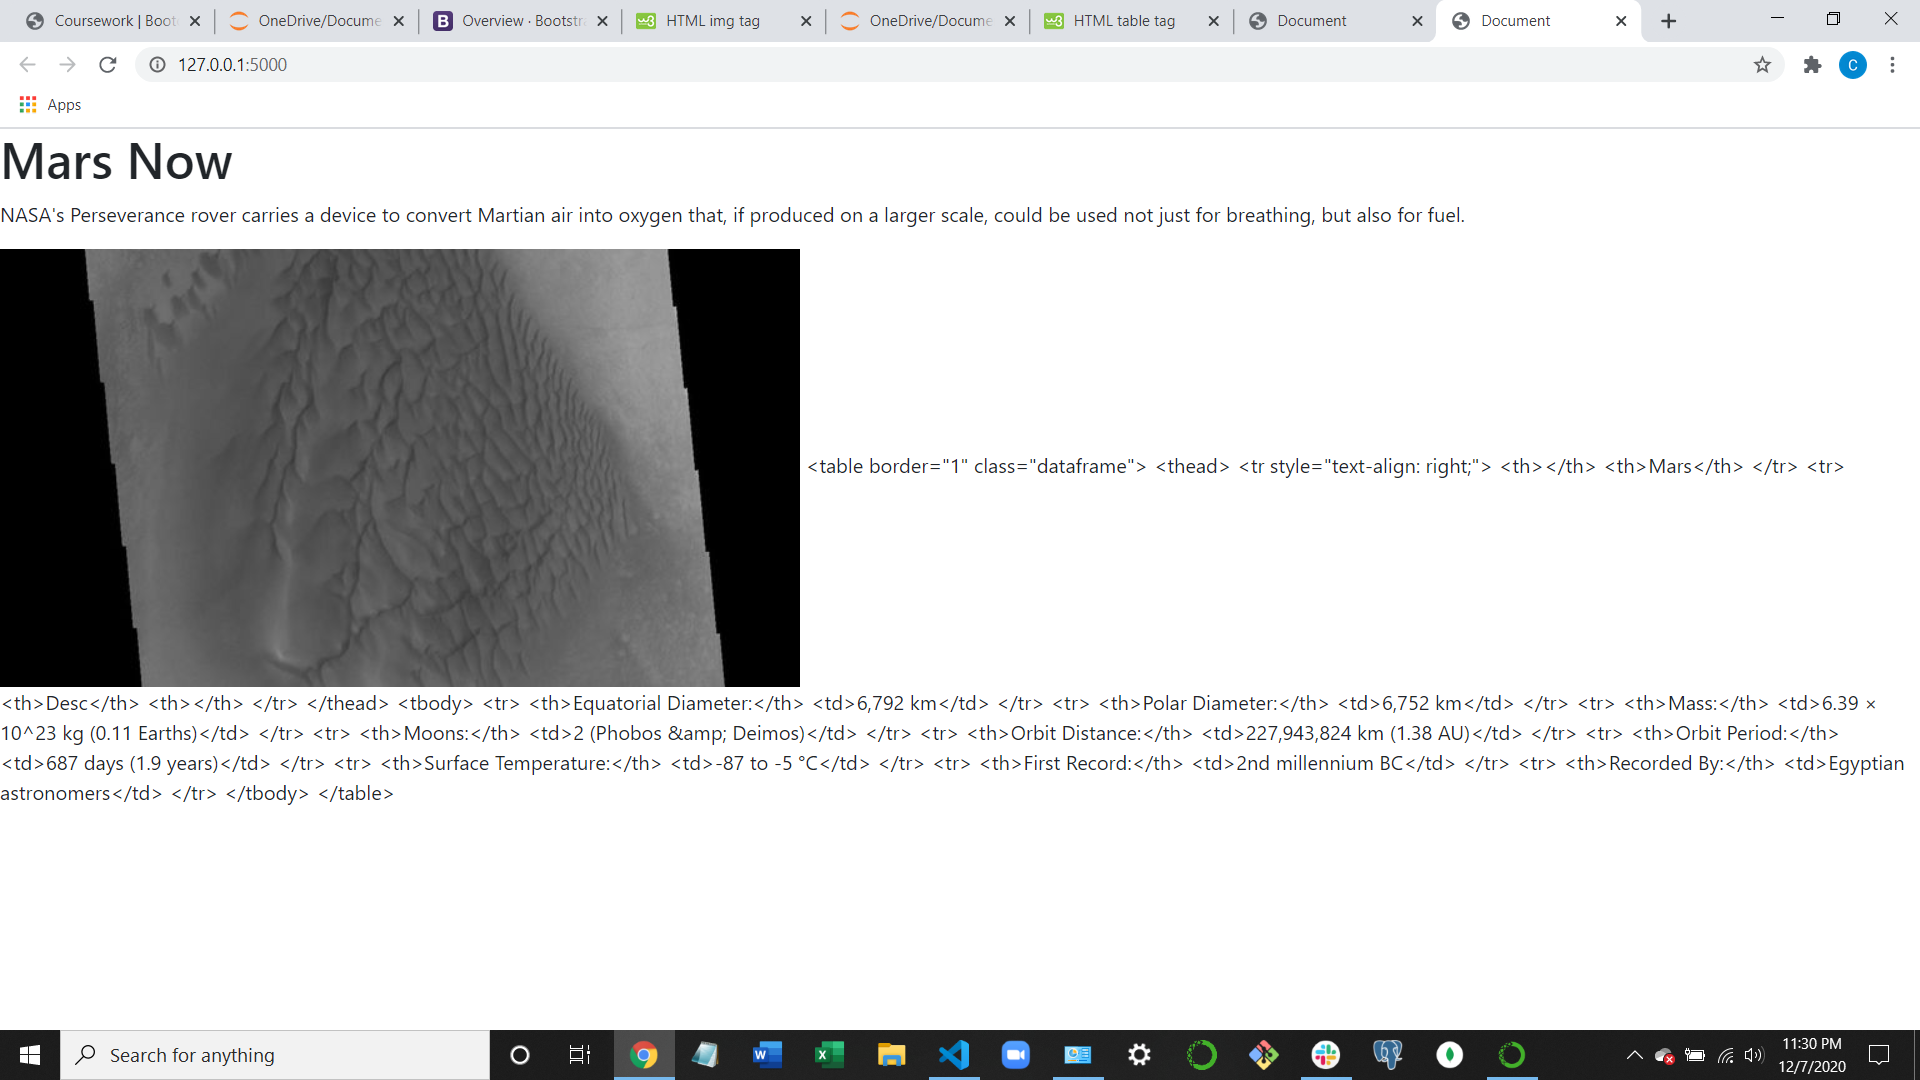 Coursework | Boot
OneDrive/Docume
Overview · Bootstra
HTML img tag
OneDrive/Docume
HTML table tag
Document
Document
127.0.0.1:5000
C
Apps
Mars Now
NASA's Perseverance rover carries a device to convert Martian air into oxygen that, if produced on a larger scale, could be used not just for breathing, but also for fuel.
<table border="1" class="dataframe"> <thead> <tr style="text-align: right;"> <th></th> <th>Mars</th> </tr> <tr>
<th>Desc</th> <th></th> </tr> </thead> <tbody> <tr> <th>Equatorial Diameter:</th> <td>6,792 km</td> </tr> <tr> <th>Polar Diameter:</th> <td>6,752 km</td> </tr> <tr> <th>Mass:</th> <td>6.39 ×
10^23 kg (0.11 Earths)</td> </tr> <tr> <th>Moons:</th> <td>2 (Phobos &amp; Deimos)</td> </tr> <tr> <th>Orbit Distance:</th> <td>227,943,824 km (1.38 AU)</td> </tr> <tr> <th>Orbit Period:</th>
<td>687 days (1.9 years)</td> </tr> <tr> <th>Surface Temperature:</th> <td>-87 to -5 °C</td> </tr> <tr> <th>First Record:</th> <td>2nd millennium BC</td> </tr> <tr> <th>Recorded By:</th> <td>Egyptian
astronomers</td> </tr> </tbody> </table>
Search for anything
11:30 PM
12/7/2020